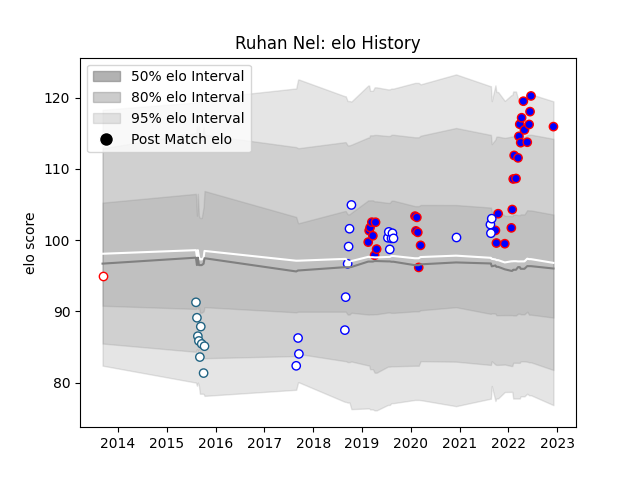 Ruhan Nel: elo History
50% elo Interval
80% elo Interval
95% elo Interval
Post Match elo
elo score
120
110
100
90
80
2014 2015 2016 2017 2018 2019 2020 2021 2022 2023